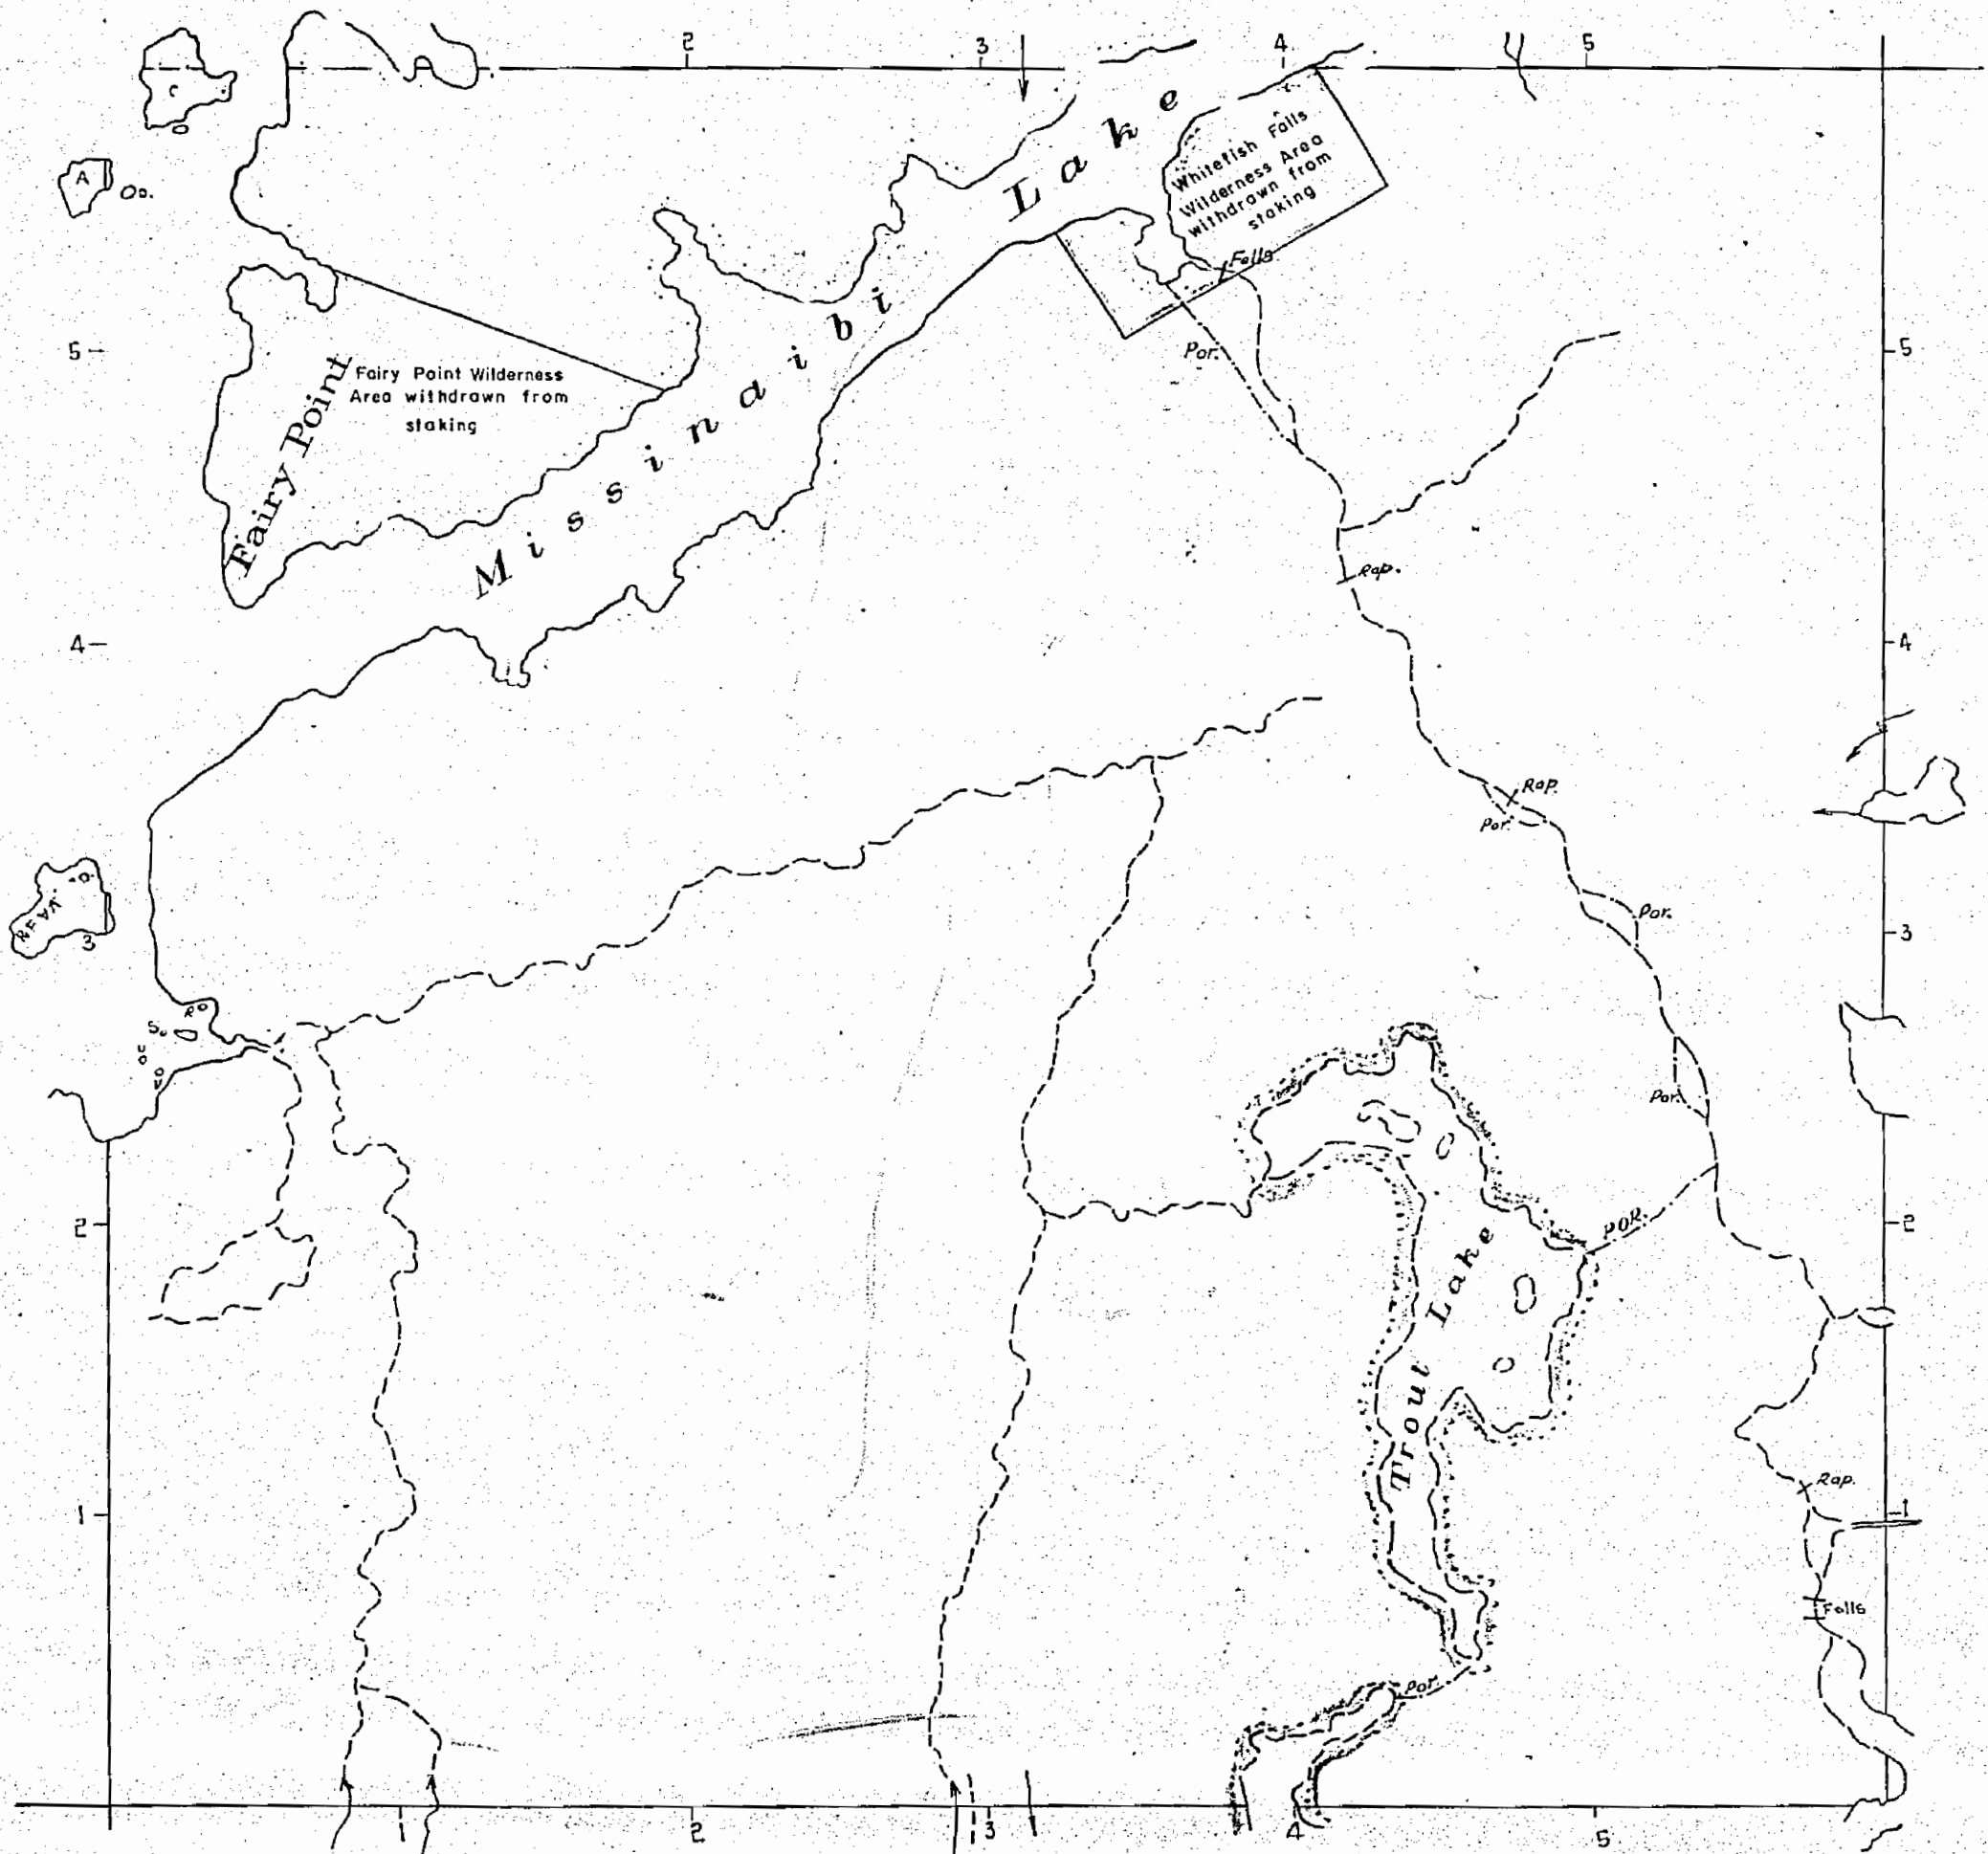 2
3
4
5
A
C
A
Oo.
Missinaibi Lake
Whitefish Falls
Wilderness Area
withdrawn from
staking
Falls
Por.
5
5
Fairy Point
Fairy Point Wilderness
Area withdrawn from
staking
Rap.
4
4
Rap.
Por.
3
Por.
3
R
S
U
V
Por.
2
2
POR.
Trout Lake
Rap.
1
1
Falls
Por.
1
2
3
4
5